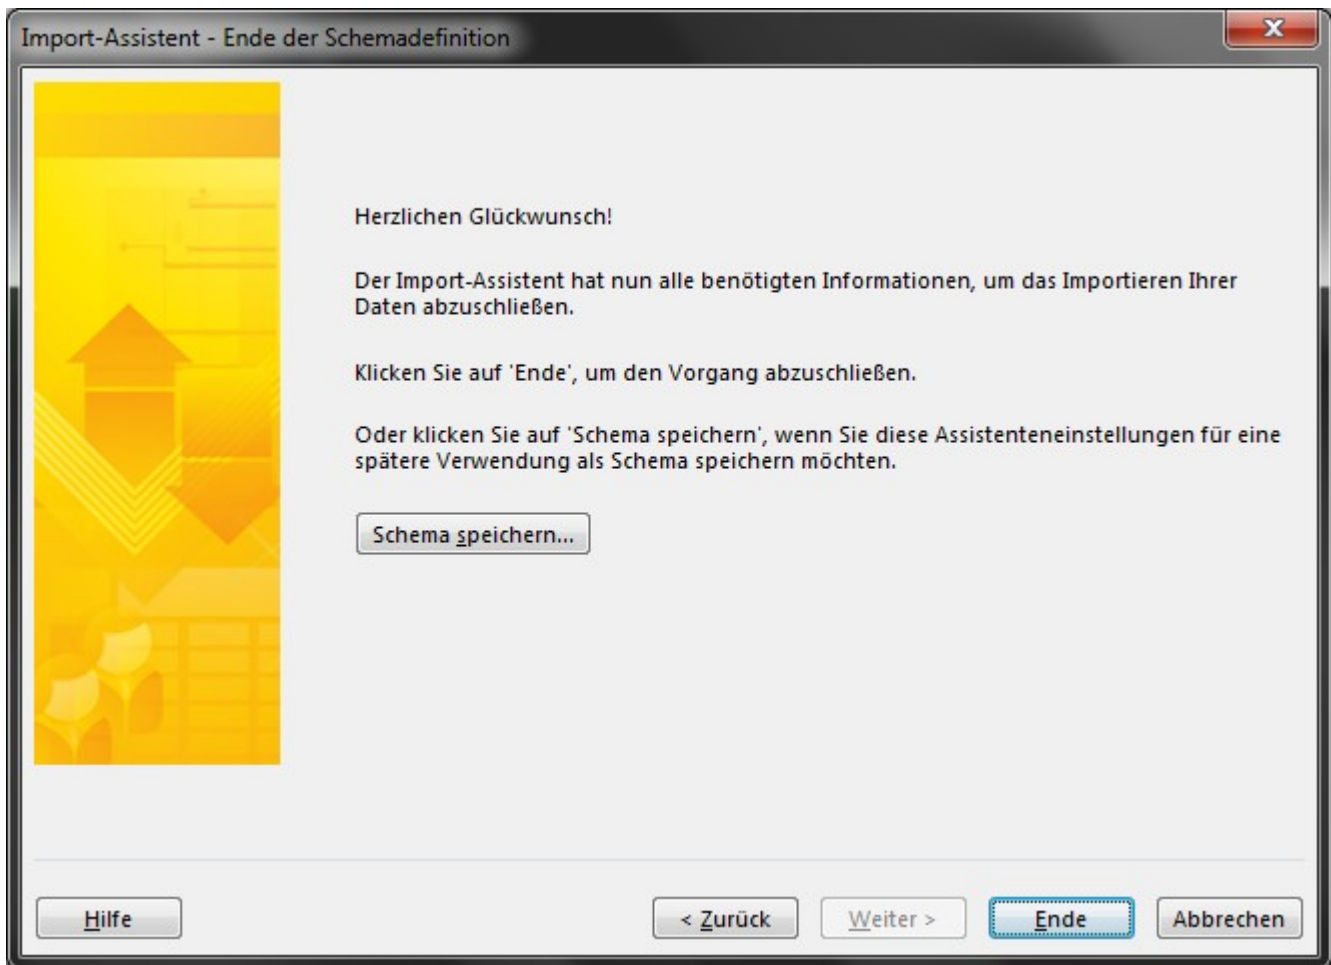 Import-Assistent - Ende der Schemadefinition
Herzlichen Glückwunsch!
Der Import-Assistent hat nun alle benötigten Informationen, um das Importieren Ihrer
Daten abzuschließen.
Klicken Sie auf 'Ende', um den Vorgang abzuschließen.
Oder klicken Sie auf 'Schema speichern', wenn Sie diese Assistenteneinstellungen für eine
spätere Verwendung als Schema speichern möchten.
Schema speichern...
Hilfe
< Zurück
Weiter >
Ende
Abbrechen